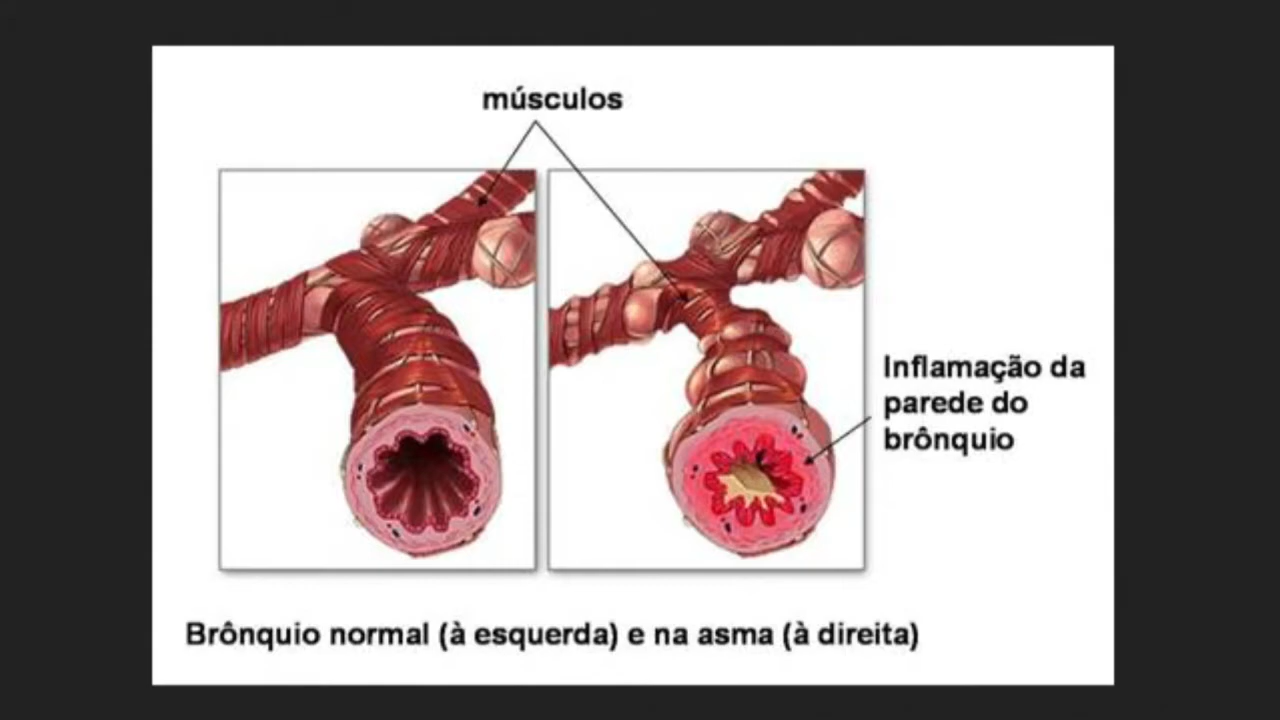 músculos
Inflamação da
parede do
brônquio
Brônquio normal (à esquerda) e na asma (à direita)